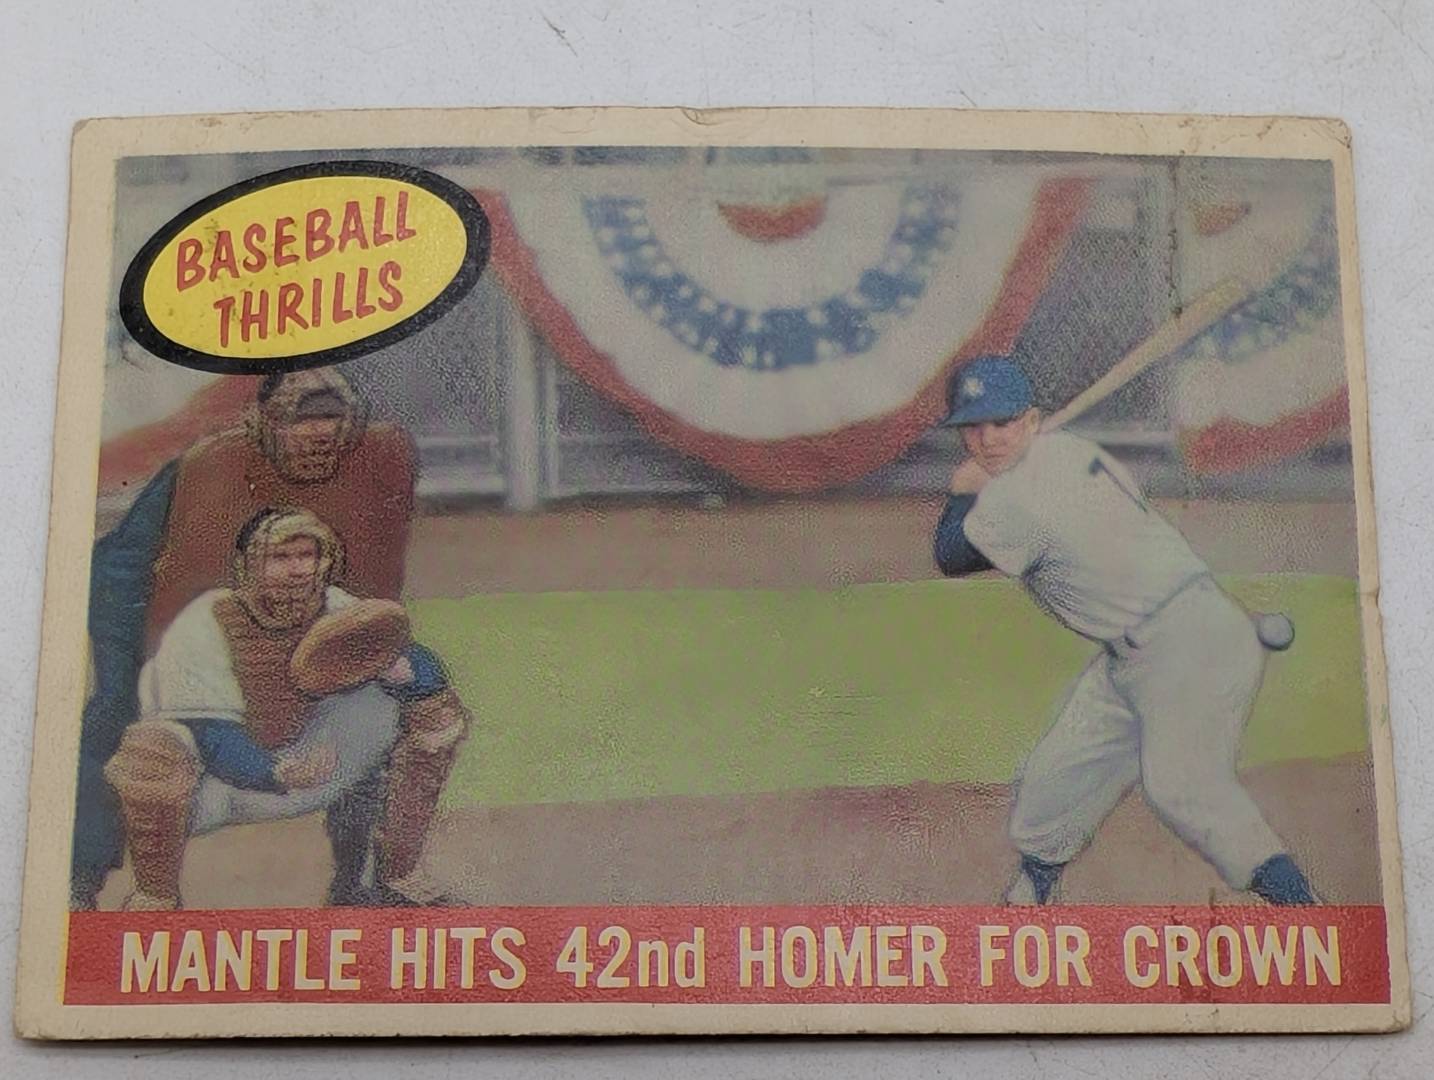 BASEBALL
THRILLS
MANTLE HITS 42nd HOMER FOR CROWN